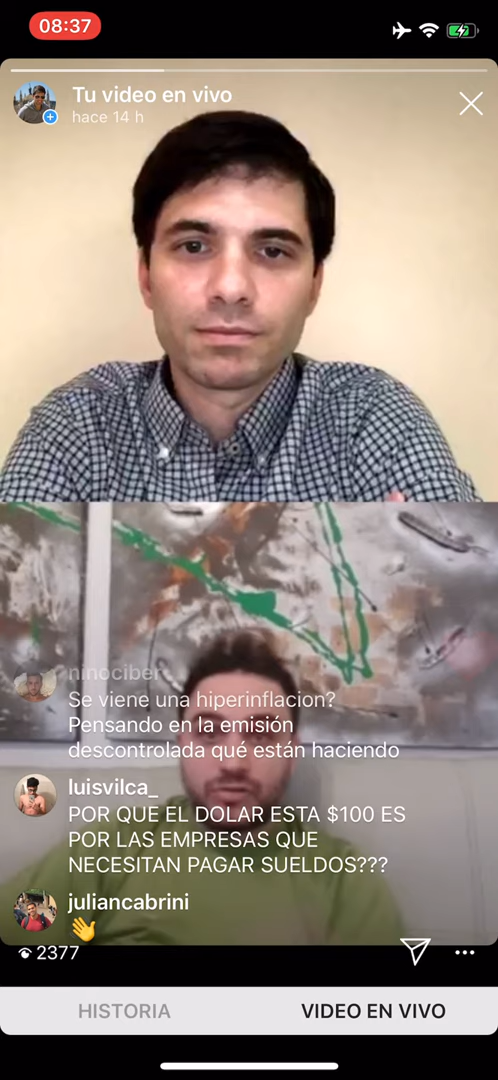 08:37
Tu video en vivo
hace 14 h
ninociber
Se viene una hiperinflacion?
Pensando en la emisión
descontrolada qué están haciendo
luisvilca_
POR QUE EL DOLAR ESTA $100 ES
POR LAS EMPRESAS QUE
NECESITAN PAGAR SUELDOS???
juliancabrini
👋
2377
HISTORIA
VIDEO EN VIVO